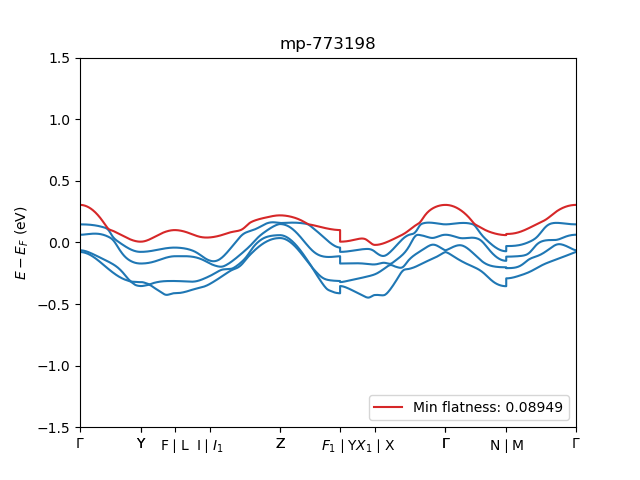 mp-773198
1.5
1.0
0.5
0.0
−0.5
−1.0
−1.5
E − E_F (eV)
Γ Y F | L I | I₁ Z F₁ | Y X₁ | X Γ N | M Γ
Min flatness: 0.08949